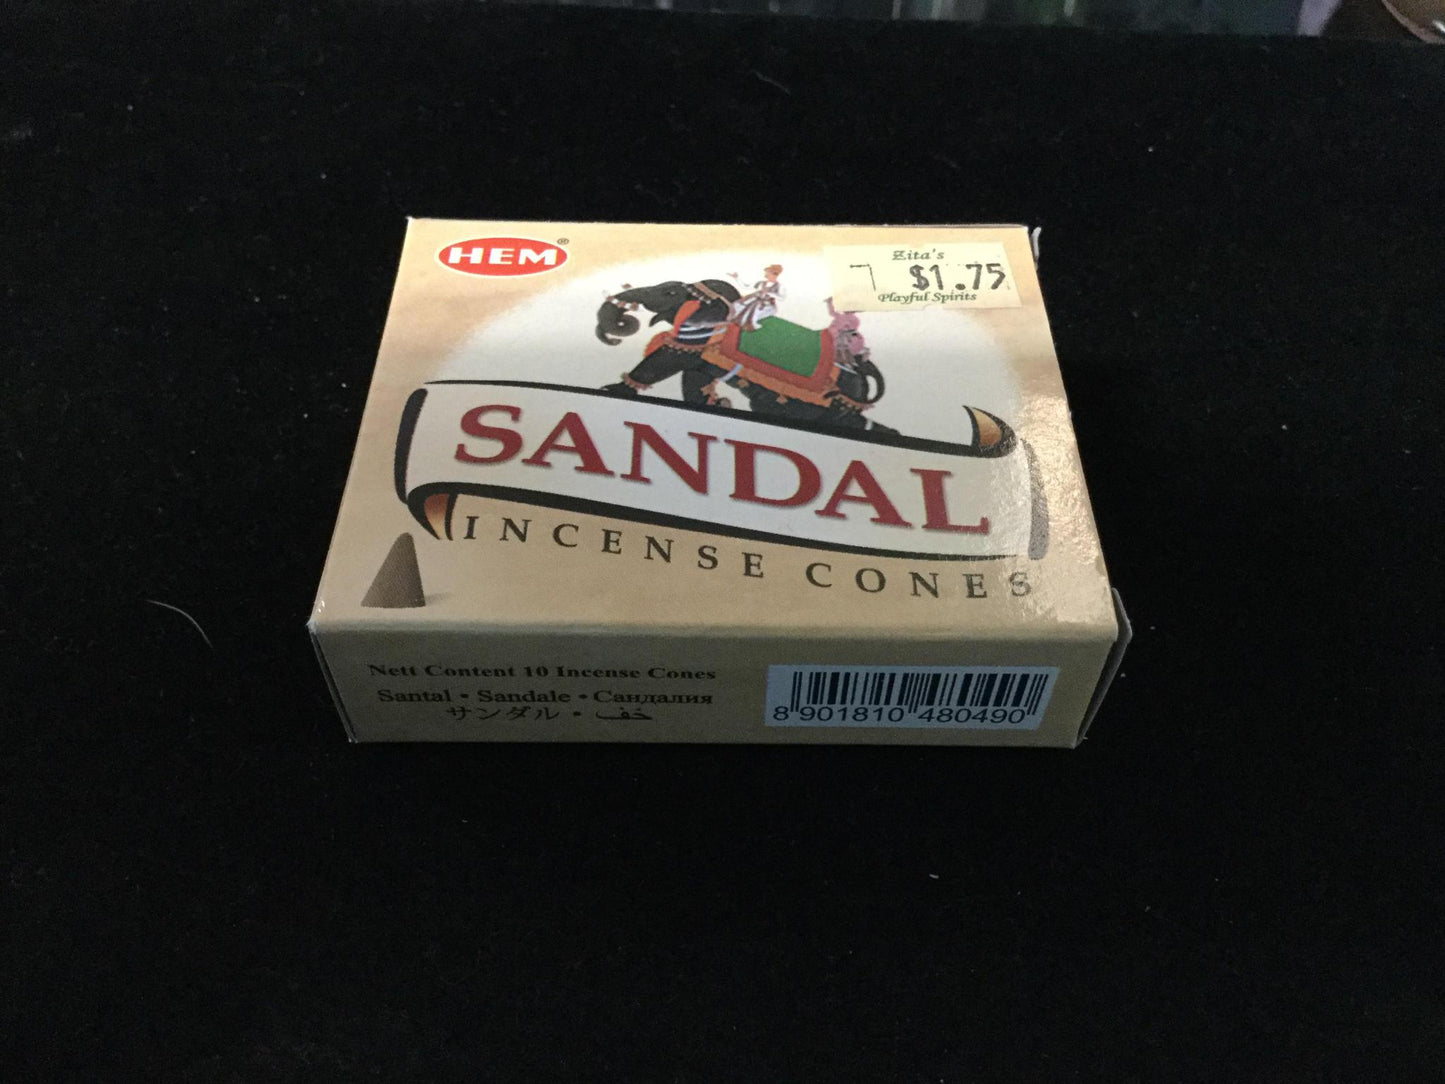 HEM®
Zita's
7 $1.75
Playful Spirits
SANDAL
INCENSE CONES
Nett Content 10 Incense Cones
Santal • Sandale • Сандалия
サンダル • خف
8 901810 480490